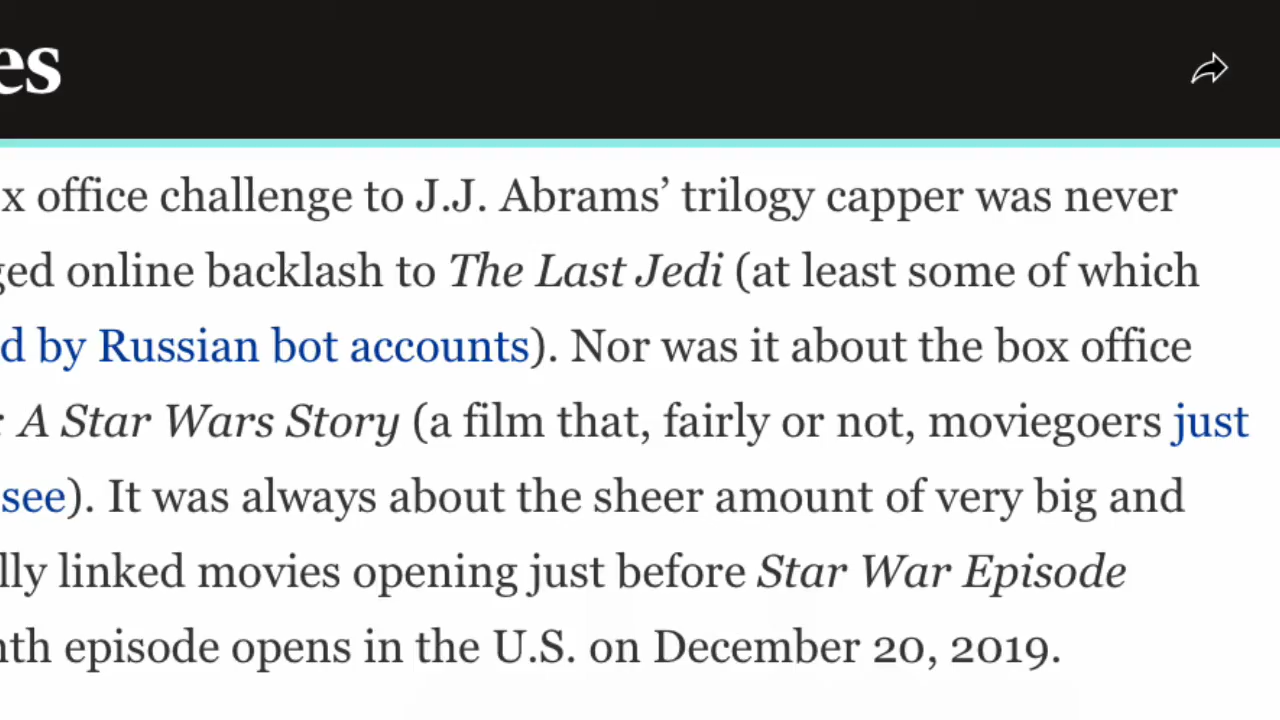 es
x office challenge to J.J. Abrams’ trilogy capper was never
ged online backlash to The Last Jedi (at least some of which
d by Russian bot accounts). Nor was it about the box office
: A Star Wars Story (a film that, fairly or not, moviegoers just
see). It was always about the sheer amount of very big and
lly linked movies opening just before Star War Episode
nth episode opens in the U.S. on December 20, 2019.